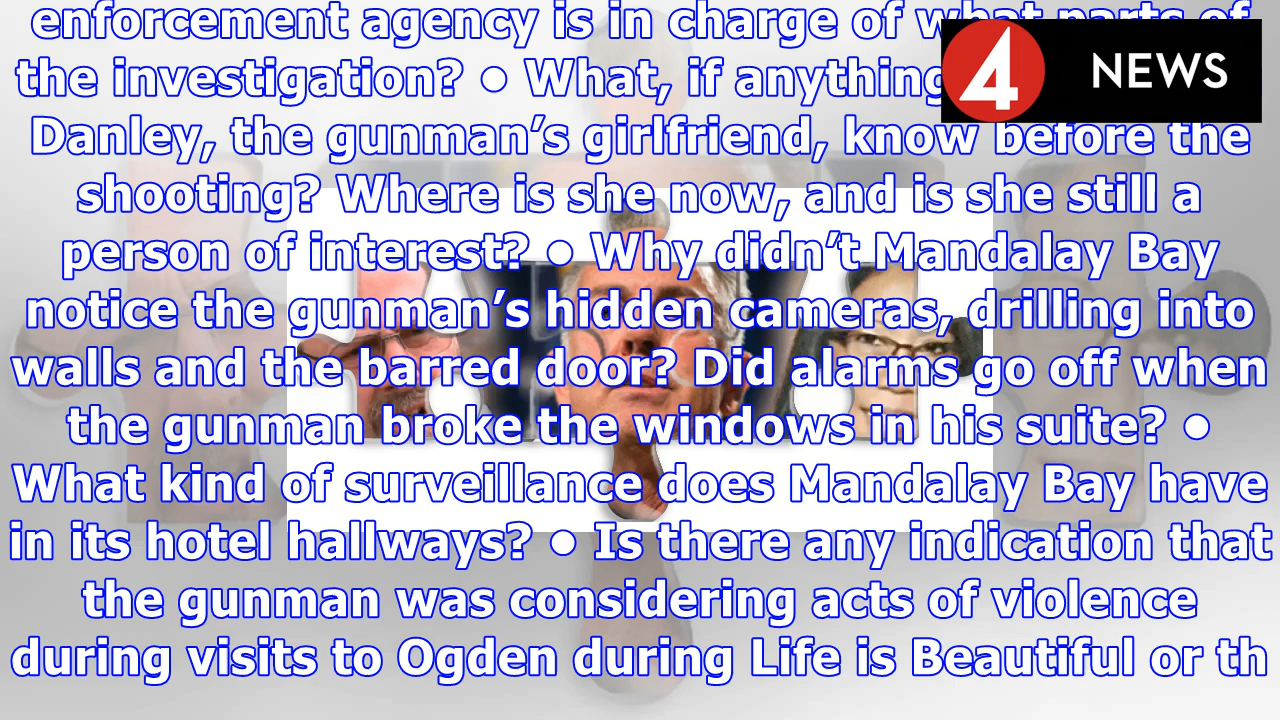 enforcement agency is in charge of what parts of
the investigation? • What, if anything
Danley, the gunman’s girlfriend, know before the
shooting? Where is she now, and is she still a
person of interest? • Why didn’t Mandalay Bay
notice the gunman’s hidden cameras, drilling into
walls and the barred door? Did alarms go off when
the gunman broke the windows in his suite? •
What kind of surveillance does Mandalay Bay have
in its hotel hallways? • Is there any indication that
the gunman was considering acts of violence
during visits to Ogden during Life is Beautiful or th
4 NEWS